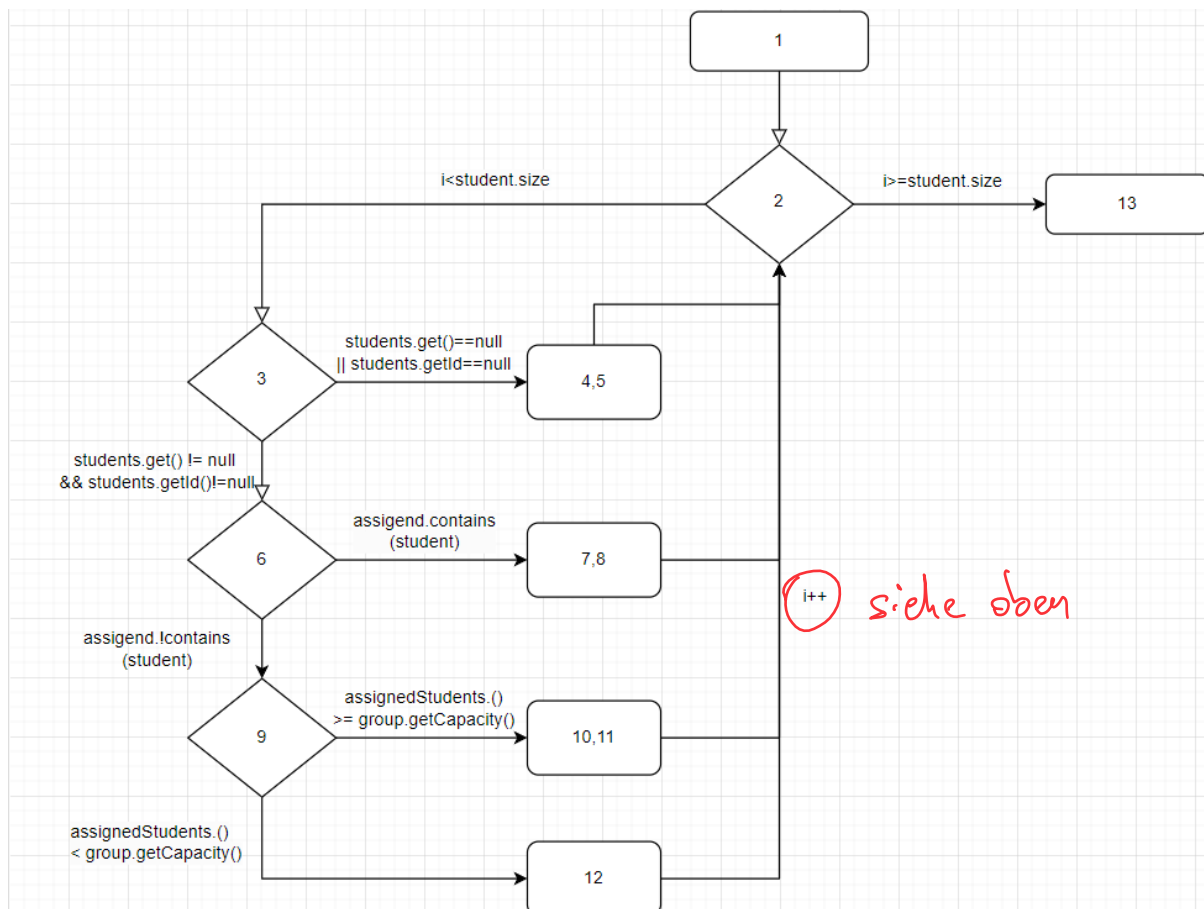 1
i<student.size
2
i>=student.size
13
students.get()==null
|| students.getId==null
3
4,5
students.get() != null
&& students.getId()!=null
assigend.contains
(student)
6
7,8
i++ siehe oben
assigend.!contains
(student)
assignedStudents.()
>= group.getCapacity()
9
10,11
assignedStudents.()
< group.getCapacity()
12